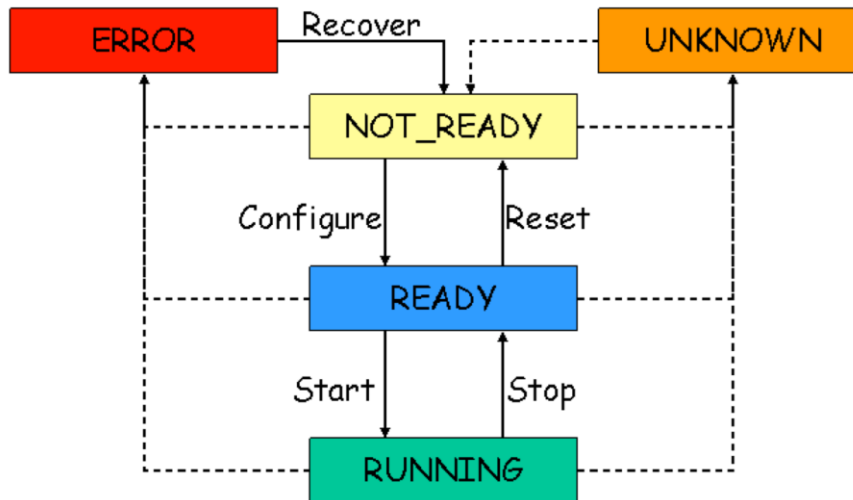 ERROR
Recover
UNKNOWN
NOT_READY
Configure
Reset
READY
Start
Stop
RUNNING